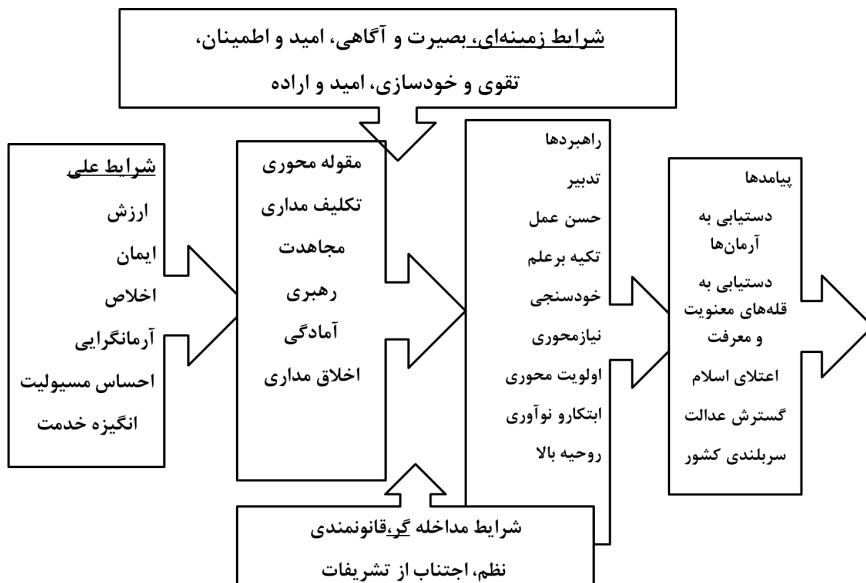 شرایط زمینه‌ای، بصیرت و آگاهی، امید و اطمینان،
تقوی و خودسازی، امید و اراده
شرایط علی
ارزش
ایمان
اخلاص
آرمانگرایی
احساس مسیولیت
انگیزه خدمت
مقوله محوری
تکلیف مداری
مجاهدت
رهبری
آمادگی
اخلاق مداری
راهبردها
تدبیر
حسن عمل
تکیه برعلم
خودسنجی
نیازمحوری
اولویت محوری
ابتکارو نوآوری
روحیه بالا
پیامدها
دستیابی به
آرمان‌ها
دستیابی به
قله‌های معنویت
و معرفت
اعتلای اسلام
گسترش عدالت
سربلندی کشور
شرایط مداخله گر،قانونمندی
نظم، اجتناب از تشریفات